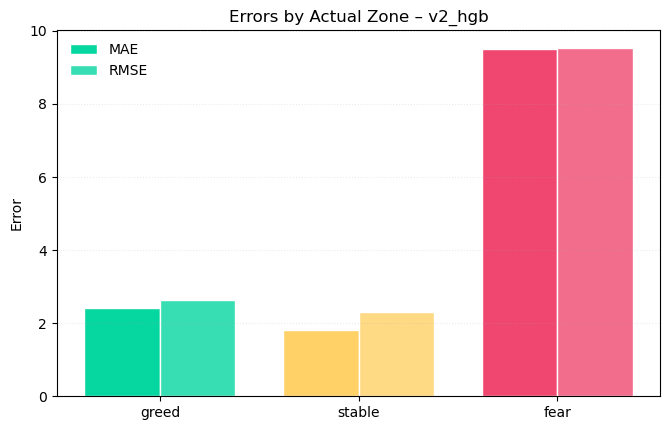 Errors by Actual Zone – v2_hgb
MAE
RMSE
Error
10
8
6
4
2
0
greed
stable
fear